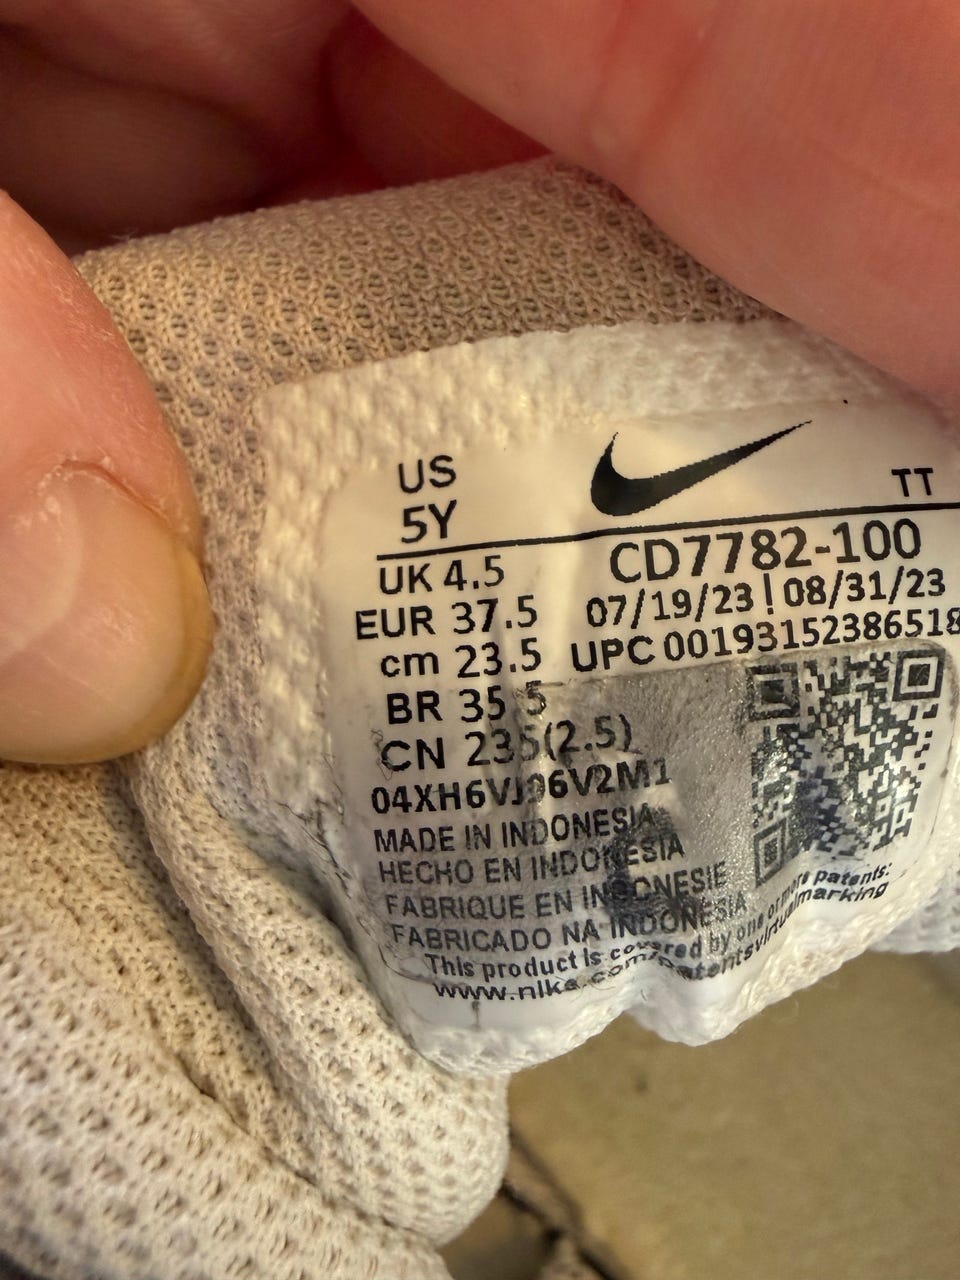 US
5Y
TT
UK 4.5
EUR 37.5
cm 23.5
BR 35.5
CN 235(2.5)
CD7782-100
07/19/23 | 08/31/23
UPC 00193152386518
04XH6VJ96V2M1
MADE IN INDONESIA
HECHO EN INDONESIA
FABRIQUE EN INDONESIE
FABRICADO NA INDONESIA
This product is covered by one or more patents:
www.nike.com/patentsvirtualmarking